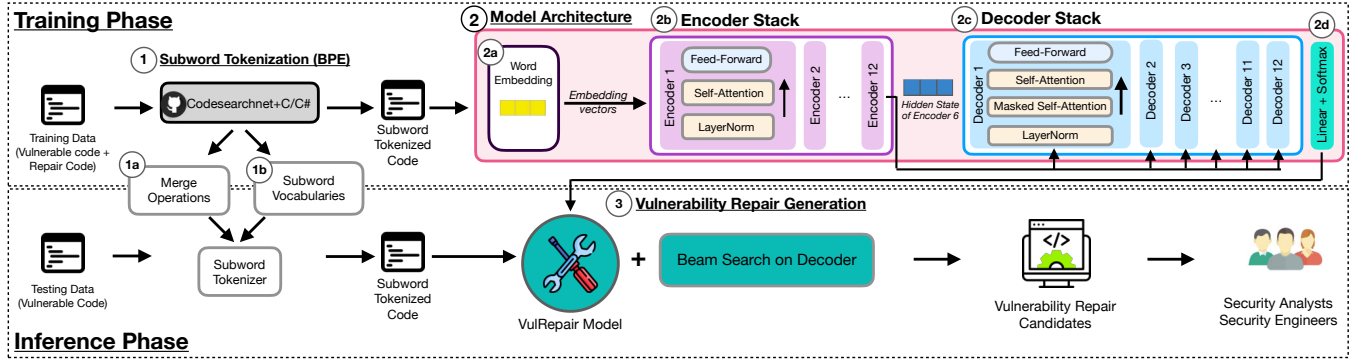 Training Phase
1 Subword Tokenization (BPE)
Codesearchnet+C/C#
Training Data
(Vulnerable code +
Repair Code)
Subword
Tokenized
Code
1a
Merge
Operations
1b
Subword
Vocabularies
2 Model Architecture
2a
Word
Embedding
Embedding
vectors
2b Encoder Stack
Encoder 1
Feed-Forward
Self-Attention
LayerNorm
Encoder 2
...
Encoder 12
Hidden State
of Encoder 6
2c Decoder Stack
Decoder 1
Feed-Forward
Self-Attention
Masked Self-Attention
LayerNorm
Decoder 2
Decoder 3
...
Decoder 11
Decoder 12
2d
Linear + Softmax
Testing Data
(Vulnerable Code)
Subword
Tokenizer
Subword
Tokenized
Code
3 Vulnerability Repair Generation
VulRepair Model
+
Beam Search on Decoder
</>
Vulnerability Repair
Candidates
Security Analysts
Security Engineers
Inference Phase